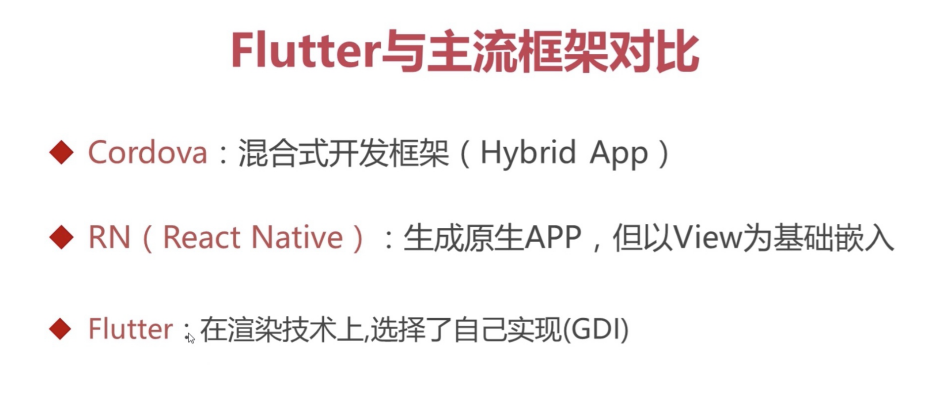 Flutter与主流框架对比
Cordova：混合式开发框架（Hybrid App）
RN（React Native）：生成原生APP，但以View为基础嵌入
Flutter：在渲染技术上,选择了自己实现(GDI)